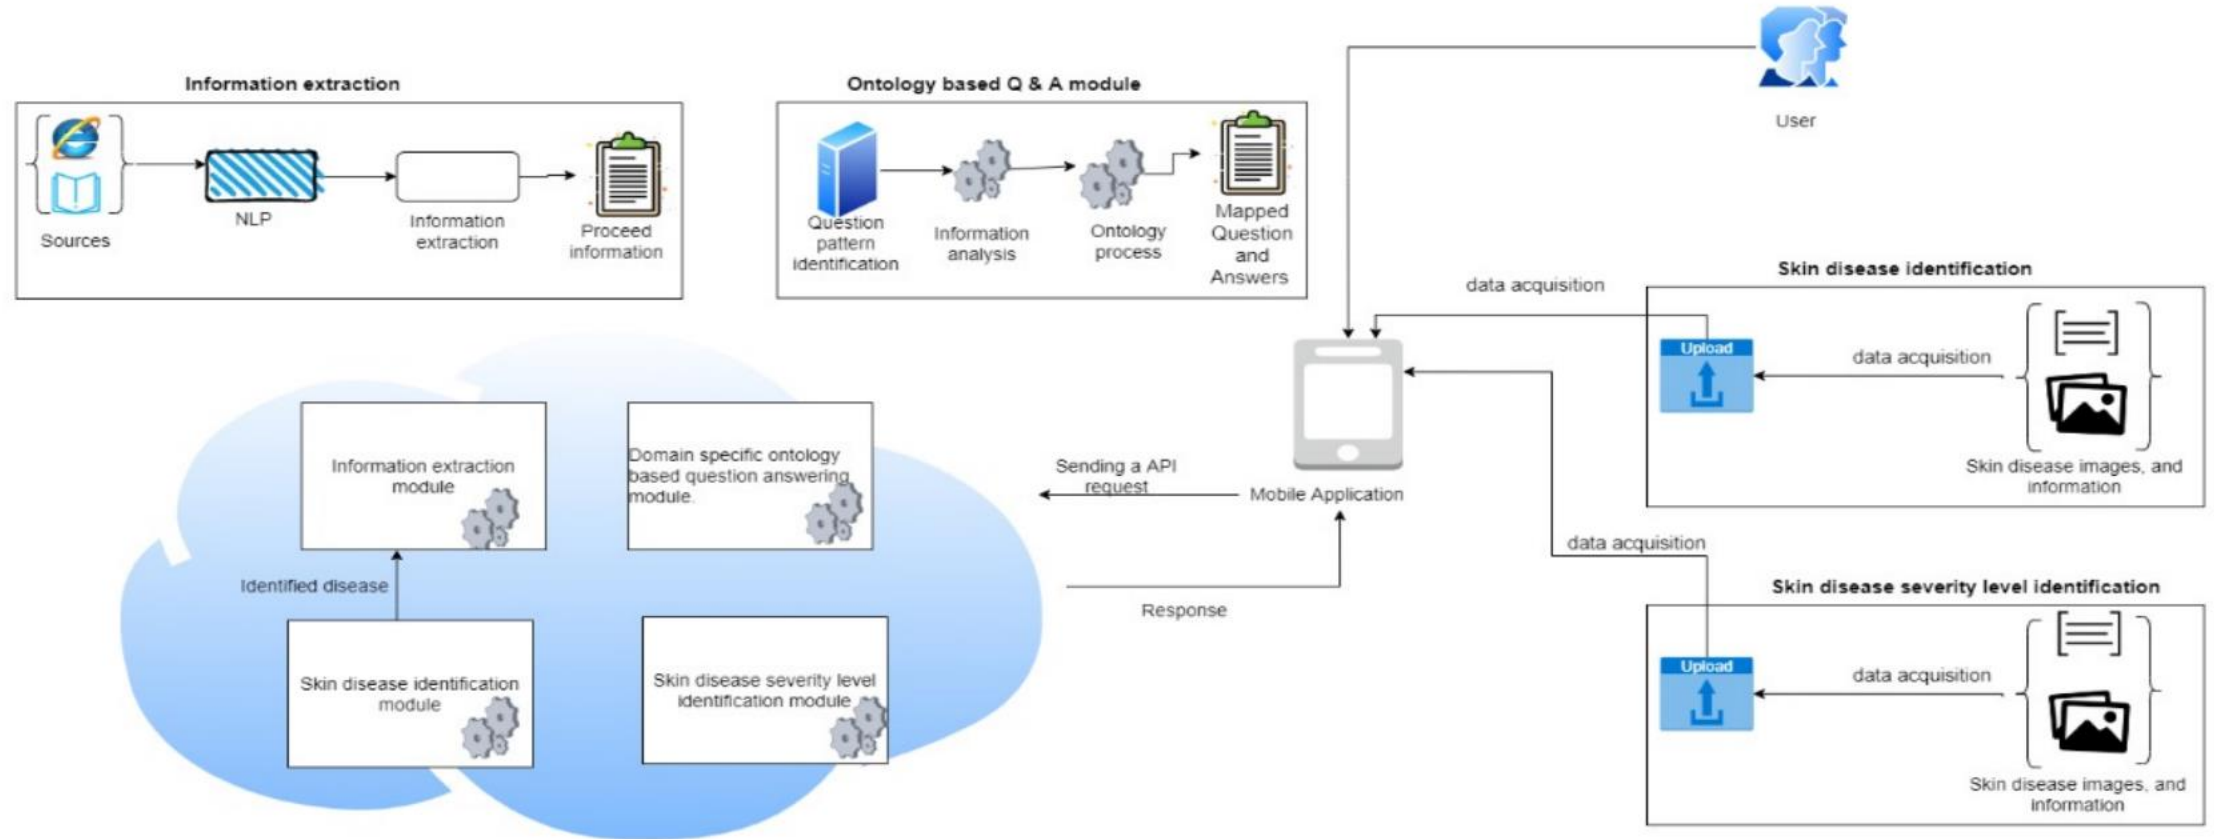 Information extraction
Sources
NLP
Information
extraction
Proceed
information
Ontology based Q & A module
Question
pattern
identification
Information
analysis
Ontology
process
Mapped
Question
and
Answers
User
Skin disease identification
data acquisition
Upload
data acquisition
Skin disease images, and
information
Mobile Application
Sending a API
request
Response
data acquisition
Skin disease severity level identification
Upload
data acquisition
Skin disease images, and
information
Information extraction
module
Domain specific ontology
based question answering
module.
Identified disease
Skin disease identification
module
Skin disease severity level
identification module